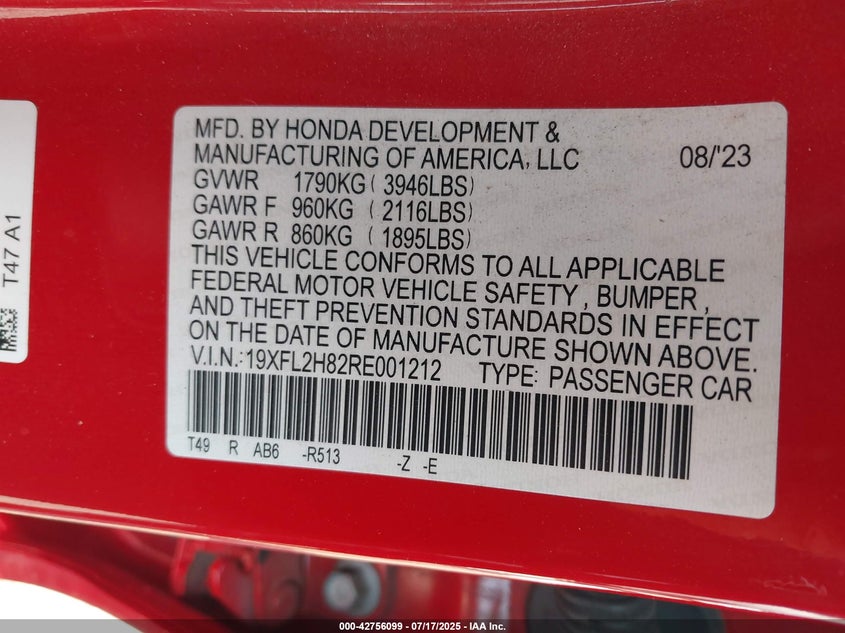 MFD. BY HONDA DEVELOPMENT &
MANUFACTURING OF AMERICA, LLC 08/'23
GVWR 1790KG ( 3946LBS)
GAWR F 960KG ( 2116LBS)
GAWR R 860KG ( 1895LBS)
THIS VEHICLE CONFORMS TO ALL APPLICABLE
FEDERAL MOTOR VEHICLE SAFETY , BUMPER ,
AND THEFT PREVENTION STANDARDS IN EFFECT
ON THE DATE OF MANUFACTURE SHOWN ABOVE.
V.I.N.:19XFL2H82RE001212 TYPE: PASSENGER CAR
T49 R AB6 -R513 -Z -E
T47 A1
000-42756099 - 07/17/2025 - IAA Inc.